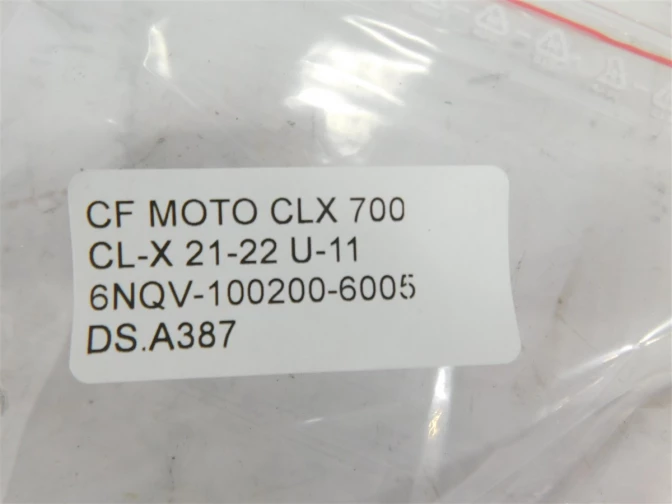 CF MOTO CLX 700
CL-X 21-22 U-11
6NQV-100200-6005
DS.A387